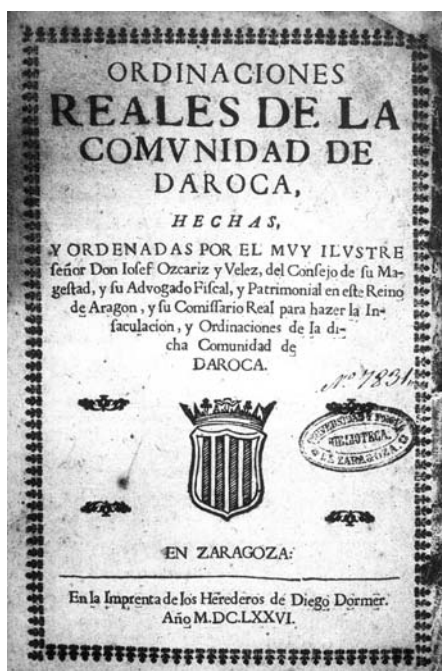 ORDINACIONES
REALES DE LA
COMVNIDAD DE
DAROCA,
HECHAS,
Y ORDENADAS POR EL MVY ILVSTRE
señor Don Iosef Ozcariz y Velez, del Consejo de su Ma-
gestad, y su Advogado Fiscal, y Patrimonial en este Reino
de Aragon, y su Comissario Real para hazer la In-
saculacion, y Ordinaciones de la di-
cha Comunidad de
DAROCA.
Nº 7831
BIBLIOTECA.
DE ZARAGOZA
EN ZARAGOZA:
En la Imprenta de los Herederos de Diego Dormer.
Año M.DC.LXXVI.